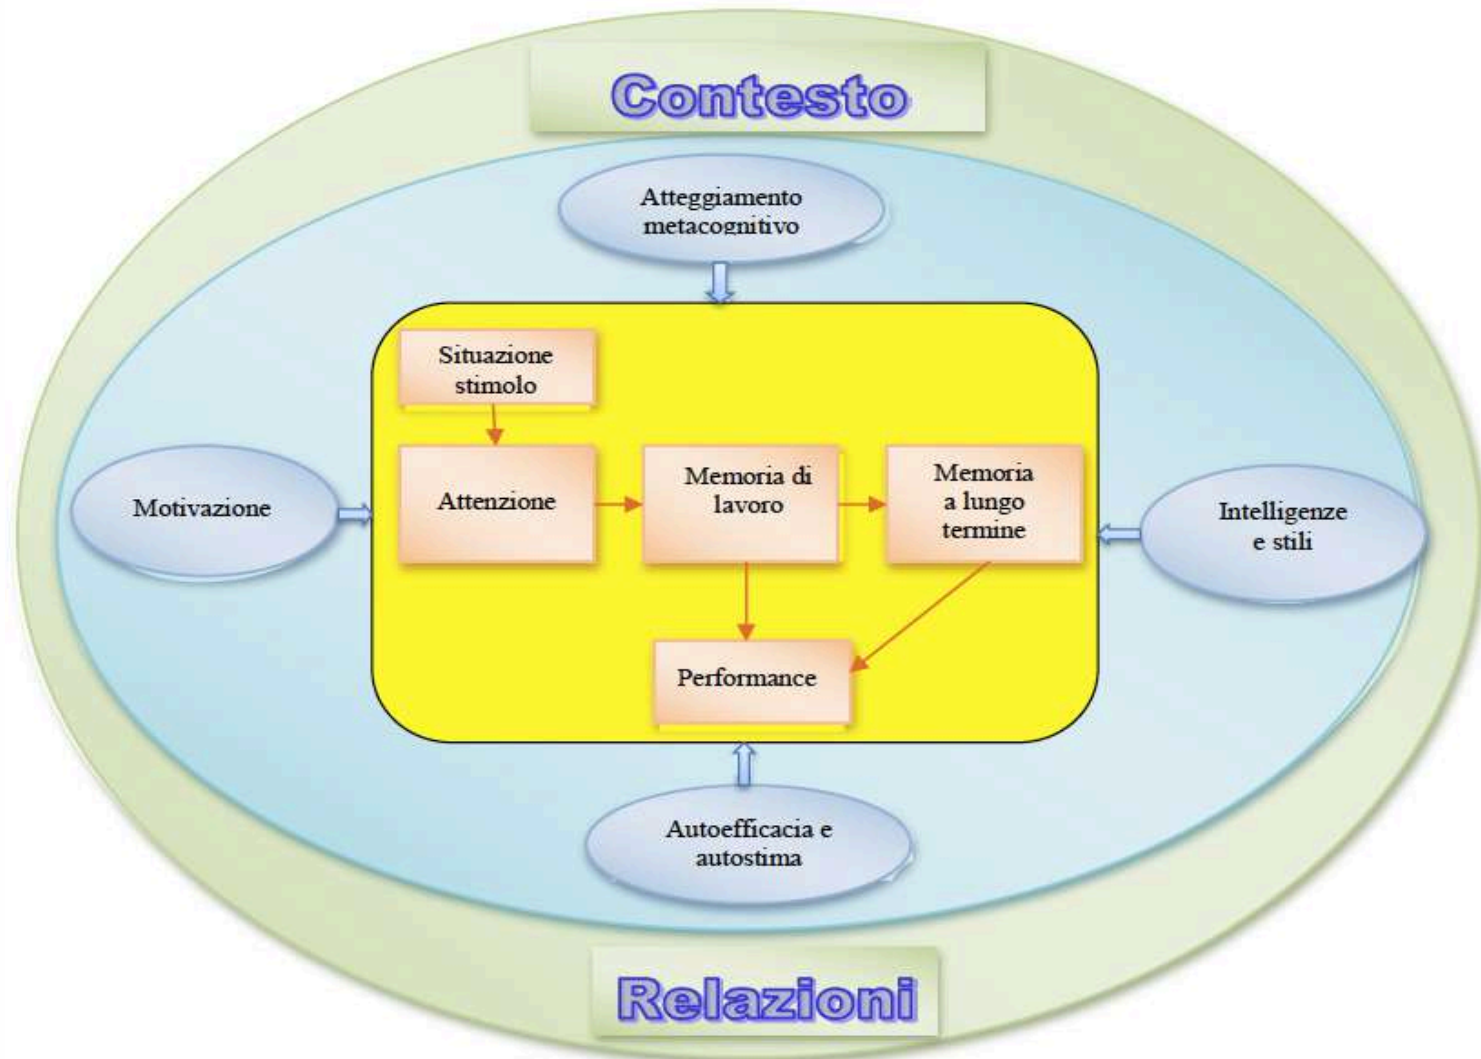 Contesto
Atteggiamento
metacognitivo
Situazione
stimolo
Motivazione
Attenzione
Memoria di
lavoro
Memoria
a lungo
termine
Intelligenze
e stili
Performance
Autoefficacia e
autostima
Relazioni